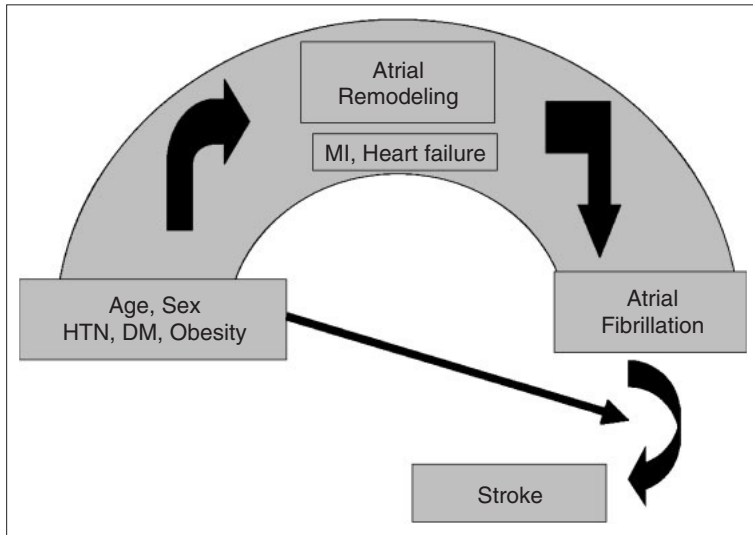 Atrial
Remodeling
MI, Heart failure
Age, Sex
HTN, DM, Obesity
Atrial
Fibrillation
Stroke